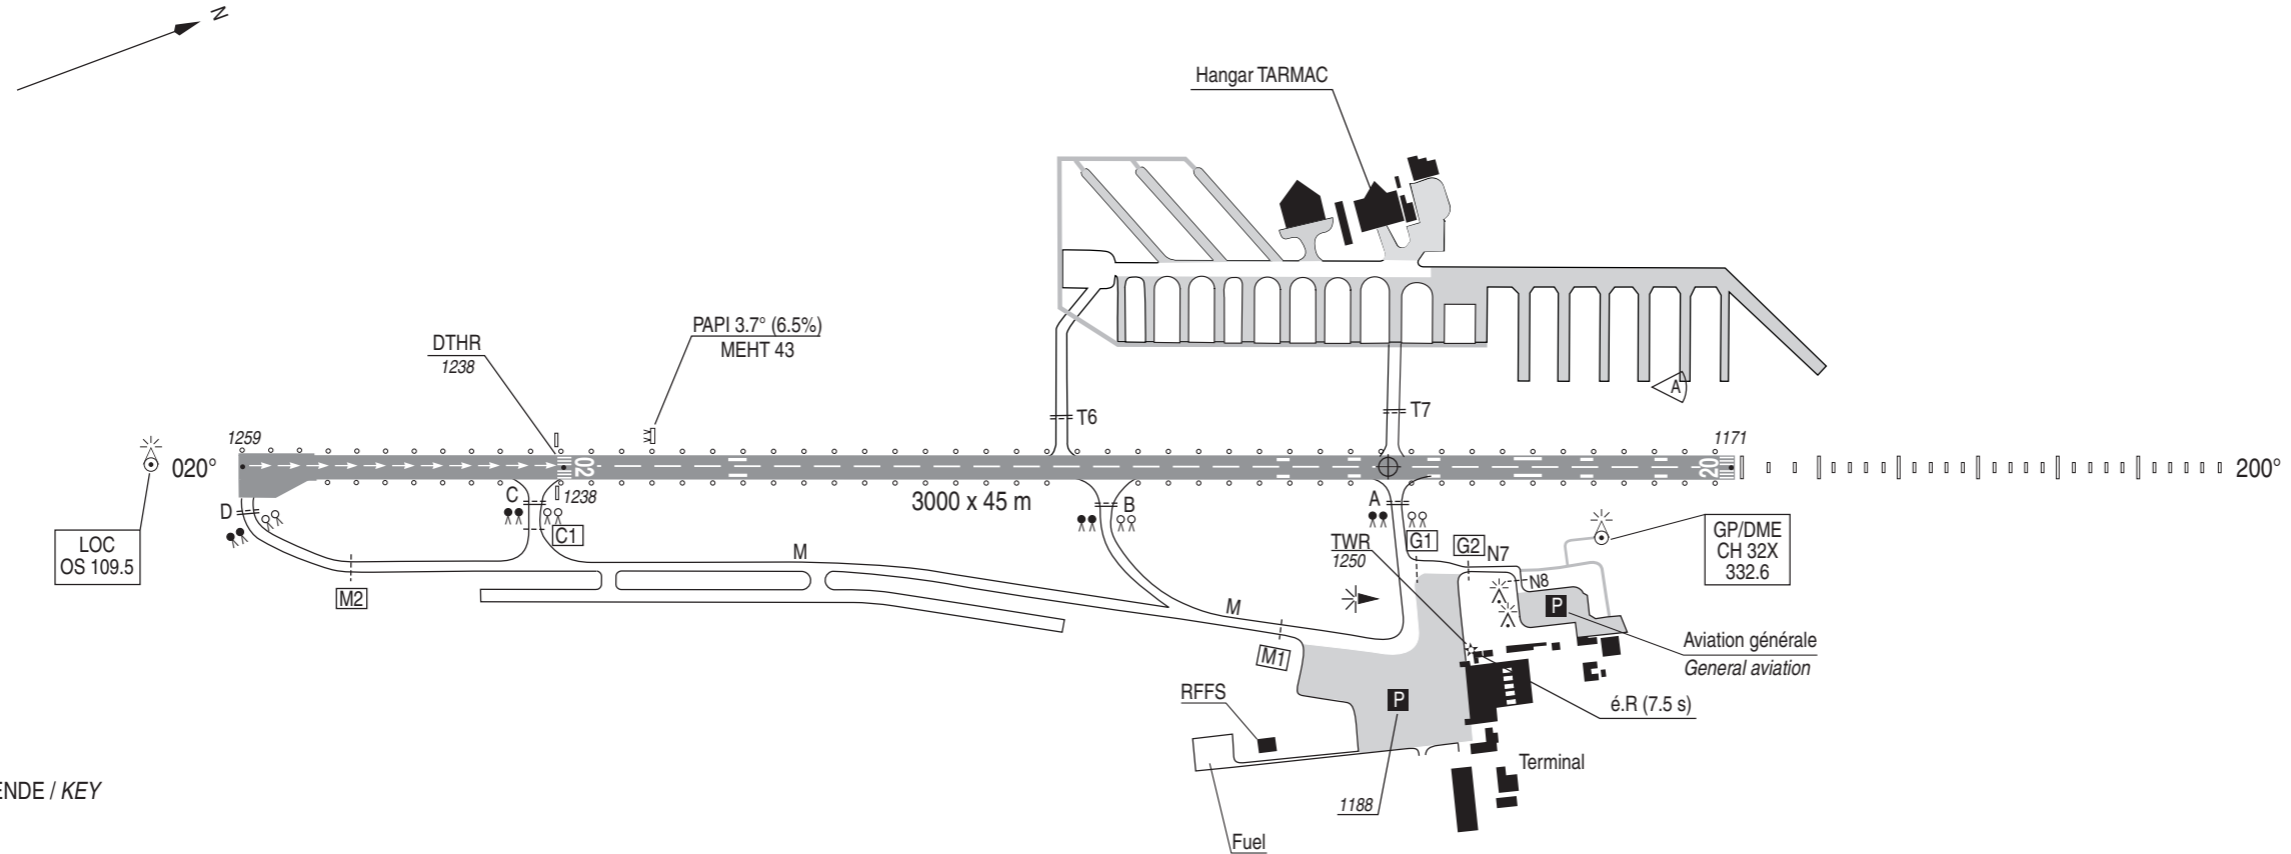 N
Hangar TARMAC
PAPI 3.7° (6.5%)
MEHT 43
DTHR
1238
A
T6
T7
1259
1171
020°
02
20
200°
C
1238
3000 x 45 m
B
A
D
C1
LOC
OS 109.5
M
TWR
1250
G1
G2
N7
GP/DME
CH 32X
332.6
N8
M2
P
M
M1
Aviation générale
General aviation
RFFS
P
é.R (7.5 s)
Terminal
ENDE / KEY
1188
Fuel